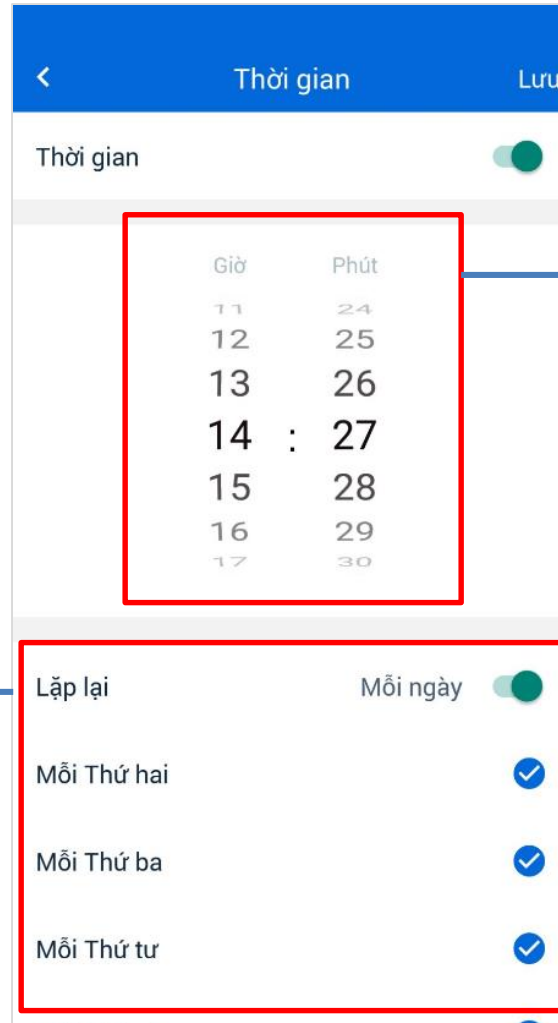 Thời gian Lưu
Thời gian
Giờ Phút
11 24
12 25
13 26
14 : 27
15 28
16 29
17 30
Lặp lại Mỗi ngày
Mỗi Thứ hai
Mỗi Thứ ba
Mỗi Thứ tư